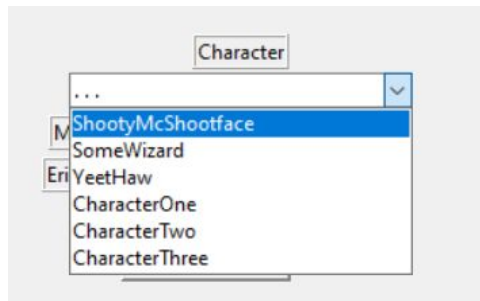 Character
...
ShootyMcShootface
SomeWizard
YeetHaw
CharacterOne
CharacterTwo
CharacterThree